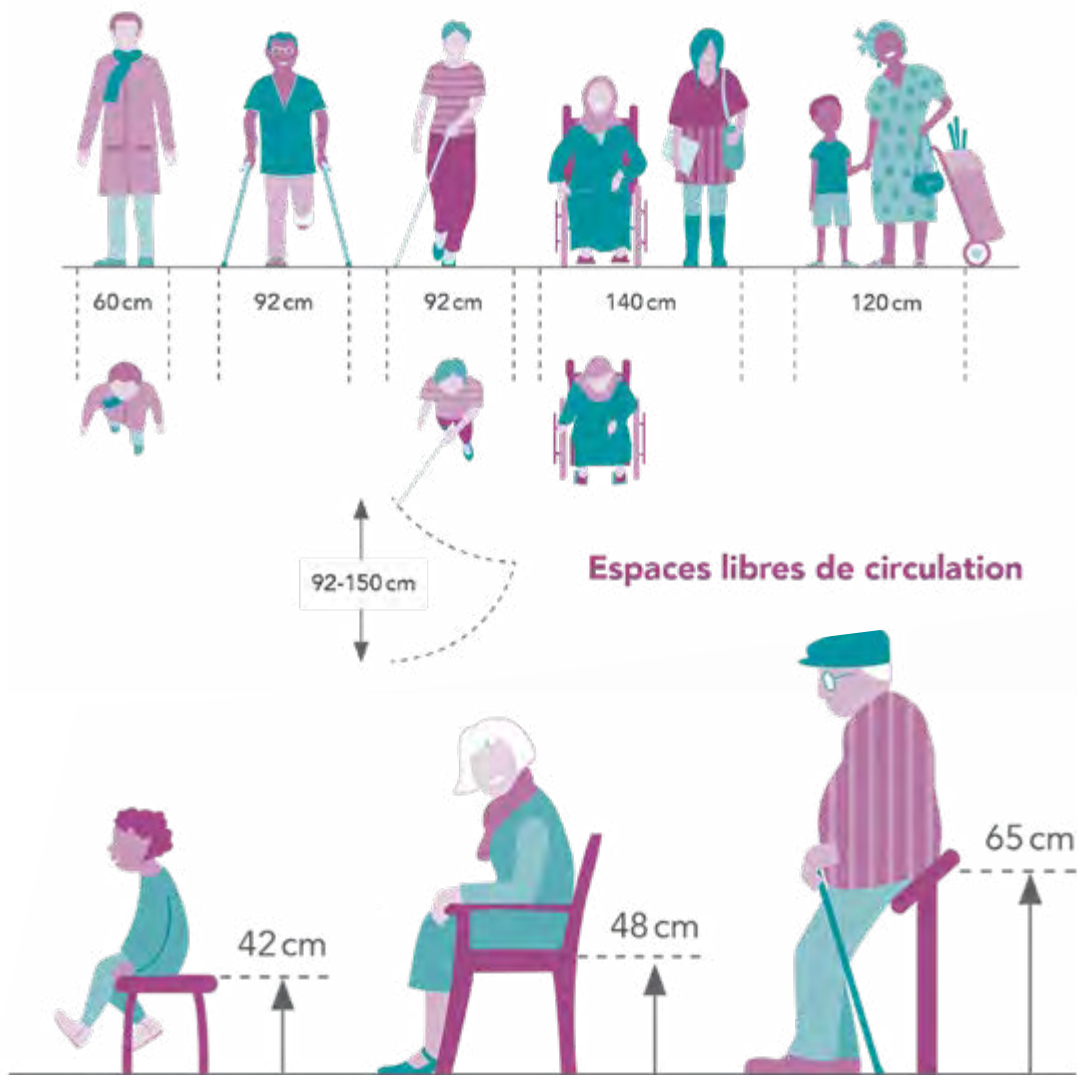 60 cm
92 cm
92 cm
140 cm
120 cm
92-150 cm
Espaces libres de circulation
65 cm
48 cm
42 cm